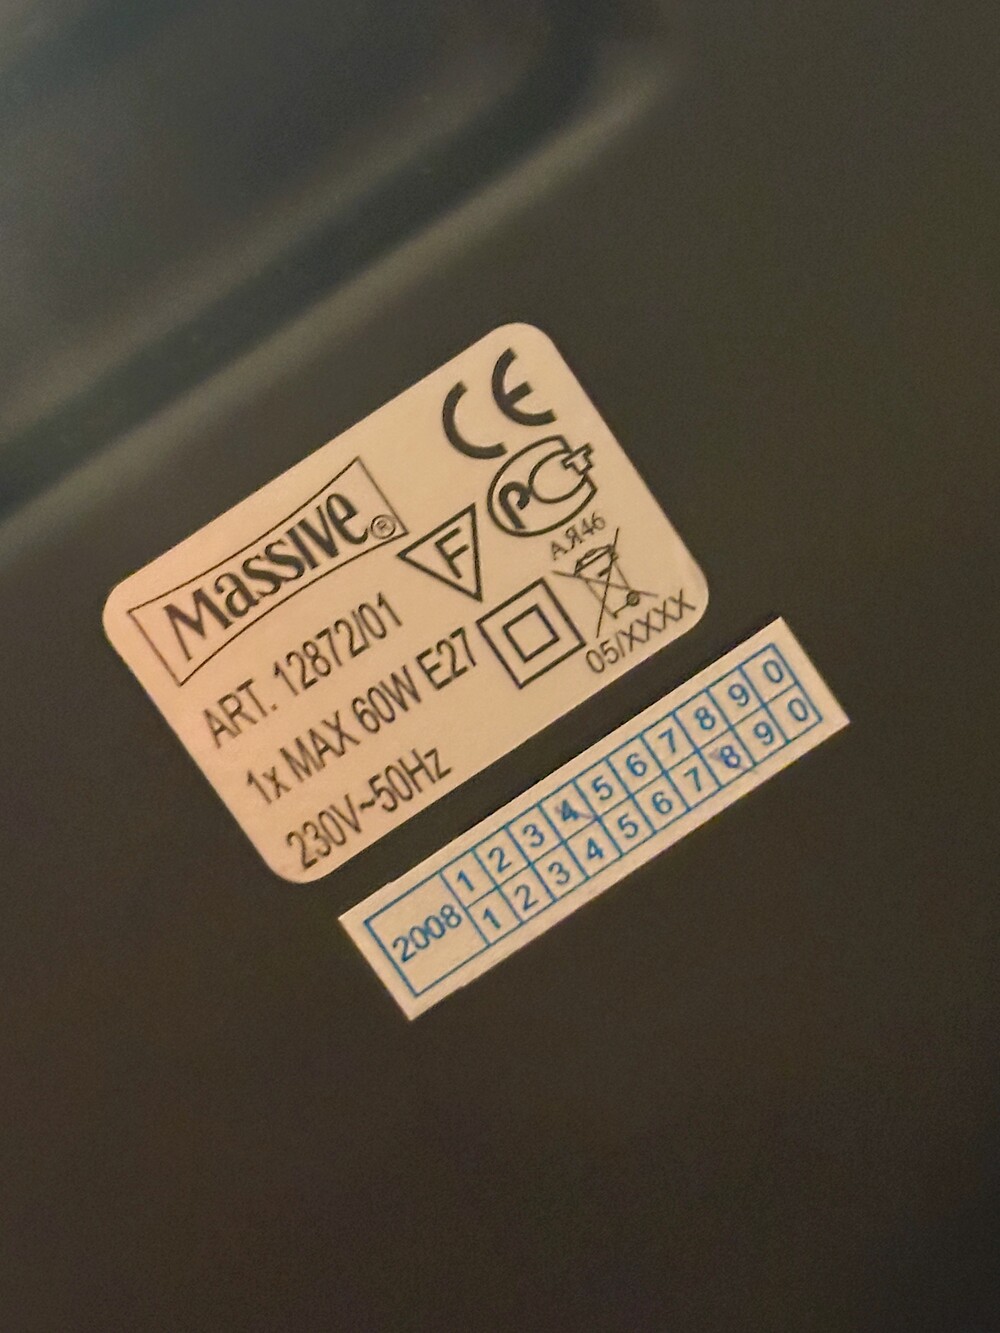 Massive®
CE
F
PCT
АЯ46
ART. 12872/01
1x MAX 60W E27
230V~50Hz
05/XXXX
2008 1 2 3 4 5 6 7 8 9 0
1 2 3 4 5 6 7 8 9 0